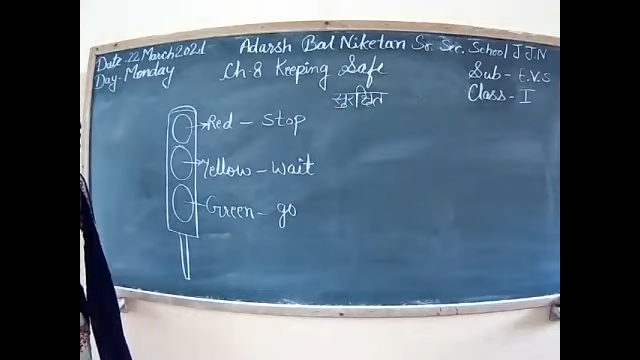 Date-22 March 2021 Adarsh Bal Niketan Sr. Sec. School JJN
Day-Monday Ch-8 Keeping Safe Sub-E.V.S
सुरक्षित Class-I
Red-Stop
Yellow-wait
Green-go